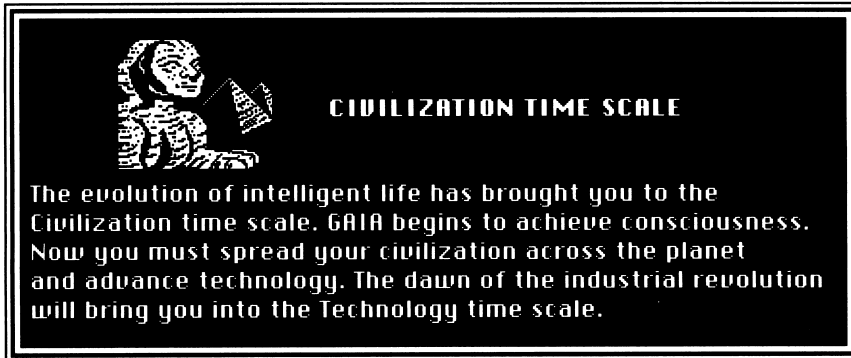 CIVILIZATION TIME SCALE
The evolution of intelligent life has brought you to the
Civilization time scale. GAIA begins to achieve consciousness.
Now you must spread your civilization across the planet
and advance technology. The dawn of the industrial revolution
will bring you into the Technology time scale.